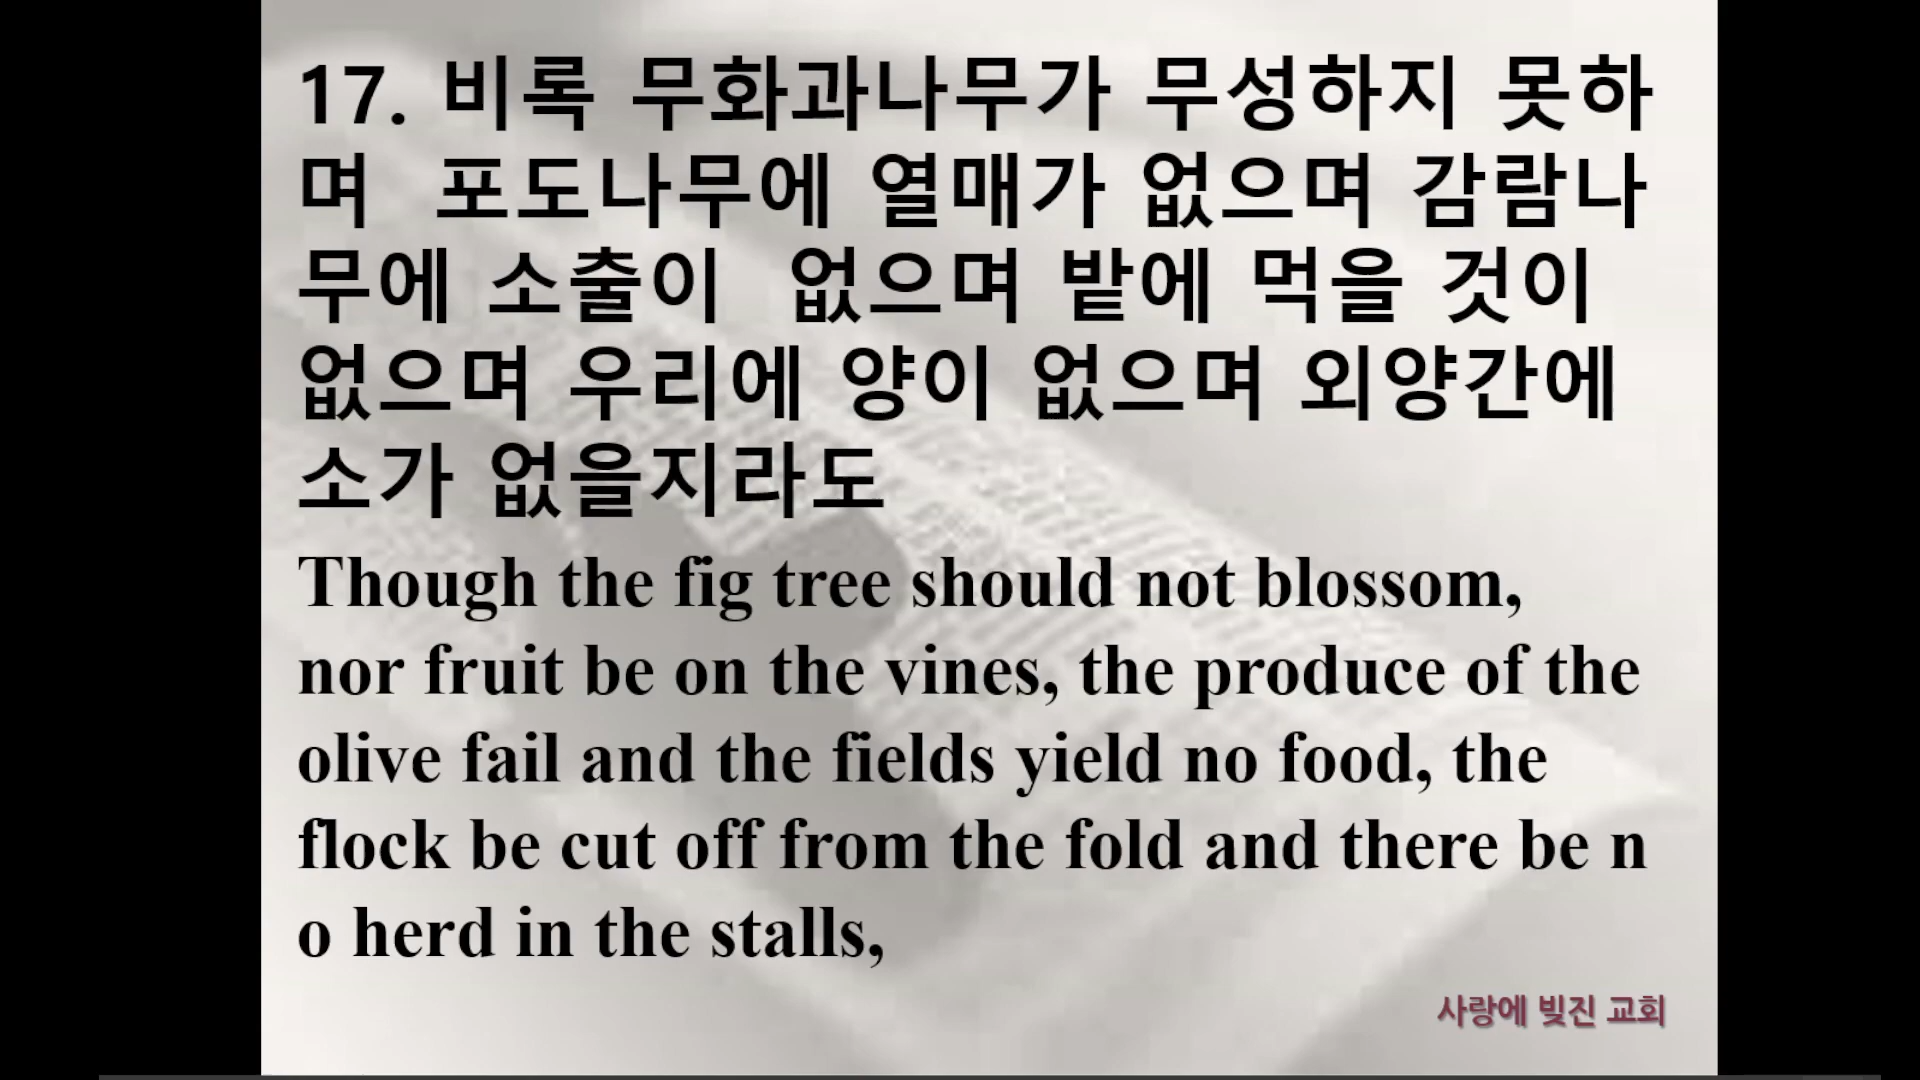 17. 비록 무화과나무가 무성하지 못하
며  포도나무에 열매가 없으며 감람나
무에 소출이  없으며 밭에 먹을 것이
없으며 우리에 양이 없으며 외양간에
소가 없을지라도
Though the fig tree should not blossom,
nor fruit be on the vines, the produce of the
olive fail and the fields yield no food, the
flock be cut off from the fold and there be n
o herd in the stalls,
사랑에 빚진 교회